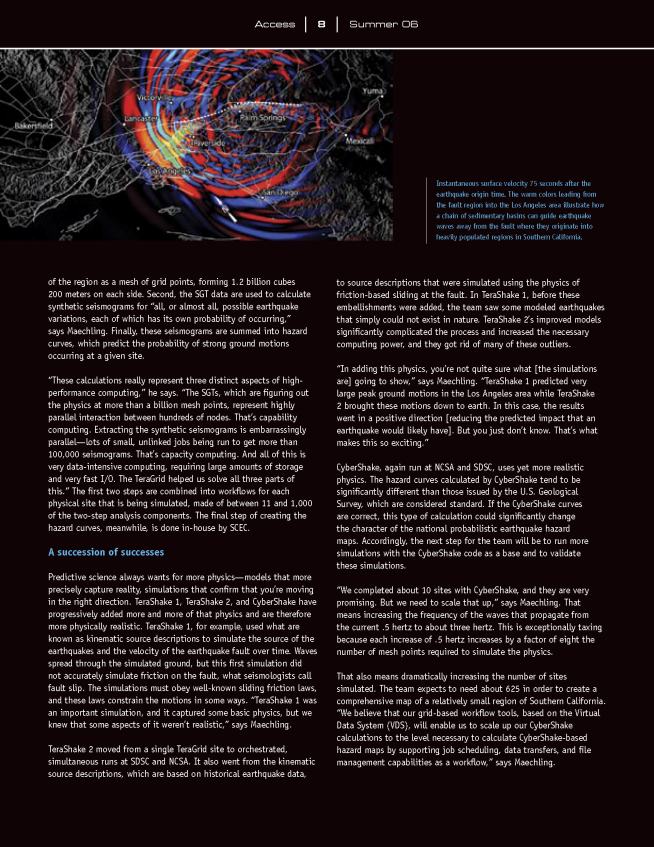 Access | 8 | Summer 06
Victorville
Yuma
Bakersfield
Lancaster
Palm Springs
Riverside
Mexicali
Los Angeles
San Diego
Instantaneous surface velocity 75 seconds after the
earthquake origin time. The warm colors leading from
the fault region into the Los Angeles area illustrate how
a chain of sedimentary basins can guide earthquake
waves away from the fault where they originate into
heavily populated regions in Southern California.
of the region as a mesh of grid points, forming 1.2 billion cubes
200 meters on each side. Second, the SGT data are used to calculate
synthetic seismograms for “all, or almost all, possible earthquake
variations, each of which has its own probability of occurring,”
says Maechling. Finally, these seismograms are summed into hazard
curves, which predict the probability of strong ground motions
occurring at a given site.
“These calculations really represent three distinct aspects of high-
performance computing,” he says. “The SGTs, which are figuring out
the physics at more than a billion mesh points, represent highly
parallel interaction between hundreds of nodes. That’s capability
computing. Extracting the synthetic seismograms is embarrassingly
parallel—lots of small, unlinked jobs being run to get more than
100,000 seismograms. That’s capacity computing. And all of this is
very data-intensive computing, requiring large amounts of storage
and very fast I/O. The TeraGrid helped us solve all three parts of
this.” The first two steps are combined into workflows for each
physical site that is being simulated, made of between 11 and 1,000
of the two-step analysis components. The final step of creating the
hazard curves, meanwhile, is done in-house by SCEC.
A succession of successes
Predictive science always wants for more physics—models that more
precisely capture reality, simulations that confirm that you’re moving
in the right direction. TeraShake 1, TeraShake 2, and CyberShake have
progressively added more and more of that physics and are therefore
more physically realistic. TeraShake 1, for example, used what are
known as kinematic source descriptions to simulate the source of the
earthquakes and the velocity of the earthquake fault over time. Waves
spread through the simulated ground, but this first simulation did
not accurately simulate friction on the fault, what seismologists call
fault slip. The simulations must obey well-known sliding friction laws,
and these laws constrain the motions in some ways. “TeraShake 1 was
an important simulation, and it captured some basic physics, but we
knew that some aspects of it weren’t realistic,” says Maechling.
TeraShake 2 moved from a single TeraGrid site to orchestrated,
simultaneous runs at SDSC and NCSA. It also went from the kinematic
source descriptions, which are based on historical earthquake data,
to source descriptions that were simulated using the physics of
friction-based sliding at the fault. In TeraShake 1, before these
embellishments were added, the team saw some modeled earthquakes
that simply could not exist in nature. TeraShake 2’s improved models
significantly complicated the process and increased the necessary
computing power, and they got rid of many of these outliers.
“In adding this physics, you’re not quite sure what [the simulations
are] going to show,” says Maechling. “TeraShake 1 predicted very
large peak ground motions in the Los Angeles area while TeraShake
2 brought these motions down to earth. In this case, the results
went in a positive direction [reducing the predicted impact that an
earthquake would likely have]. But you just don’t know. That’s what
makes this so exciting.”
CyberShake, again run at NCSA and SDSC, uses yet more realistic
physics. The hazard curves calculated by CyberShake tend to be
significantly different than those issued by the U.S. Geological
Survey, which are considered standard. If the CyberShake curves
are correct, this type of calculation could significantly change
the character of the national probabilistic earthquake hazard
maps. Accordingly, the next step for the team will be to run more
simulations with the CyberShake code as a base and to validate
these simulations.
“We completed about 10 sites with CyberShake, and they are very
promising. But we need to scale that up,” says Maechling. That
means increasing the frequency of the waves that propagate from
the current .5 hertz to about three hertz. This is exceptionally taxing
because each increase of .5 hertz increases by a factor of eight the
number of mesh points required to simulate the physics.
That also means dramatically increasing the number of sites
simulated. The team expects to need about 625 in order to create a
comprehensive map of a relatively small region of Southern California.
“We believe that our grid-based workflow tools, based on the Virtual
Data System (VDS), will enable us to scale up our CyberShake
calculations to the level necessary to calculate CyberShake-based
hazard maps by supporting job scheduling, data transfers, and file
management capabilities as a workflow,” says Maechling.